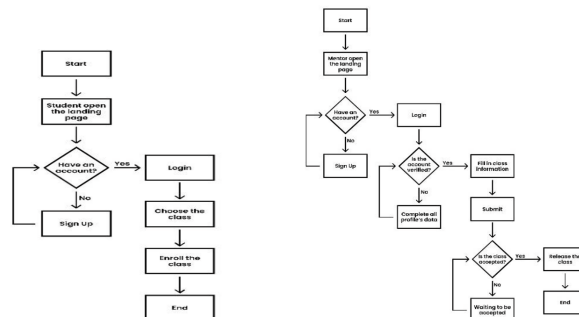 Start
Student open
the landing
page
Have an
account?
Yes
No
Sign Up
Login
Choose the
class
Enroll the
class
End
Start
Mentor open
the landing
page
Have an
account?
Yes
No
Sign Up
Login
Is the
account
verified?
Yes
No
Complete all
profile's data
Fill in class
information
Submit
Is the class
accepted?
Yes
No
Waiting to be
accepted
Release the
class
End